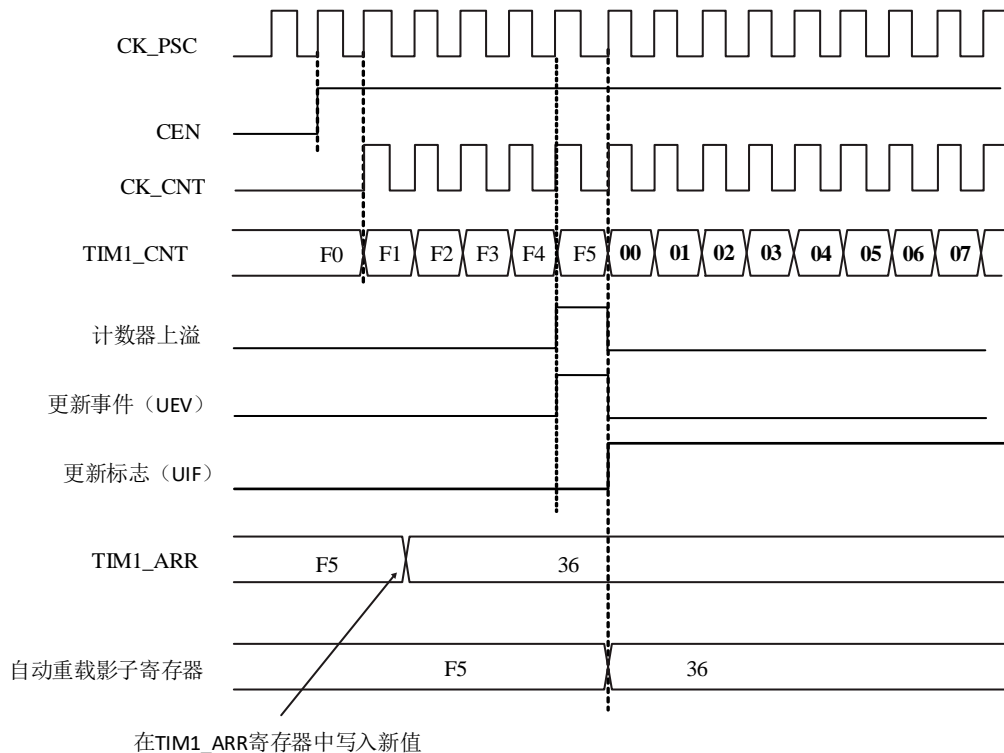 CK_PSC
CEN
CK_CNT
TIM1_CNT F0 F1 F2 F3 F4 F5 00 01 02 03 04 05 06 07
计数器上溢
更新事件（UEV）
更新标志（UIF）
TIM1_ARR F5 36
自动重载影子寄存器 F5 36
在TIM1_ARR寄存器中写入新值